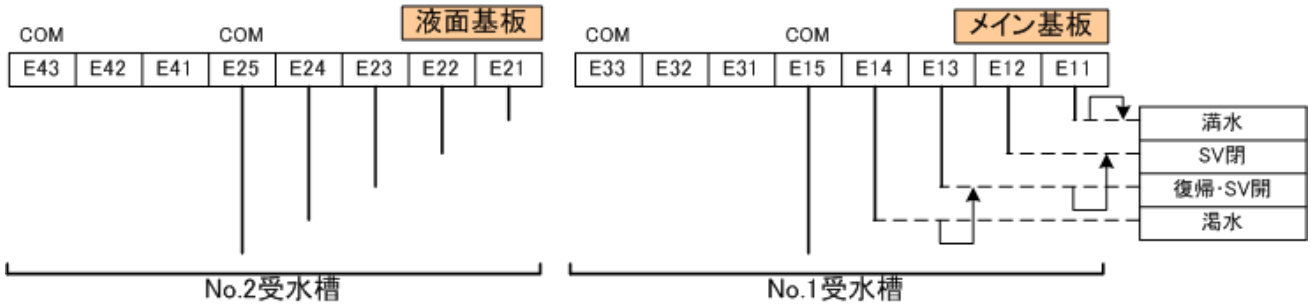 液面基板
メイン基板
COM COM COM COM
E43 E42 E41 E25 E24 E23 E22 E21 E33 E32 E31 E15 E14 E13 E12 E11
満水
SV閉
復帰・SV開
渇水
No.2受水槽 No.1受水槽